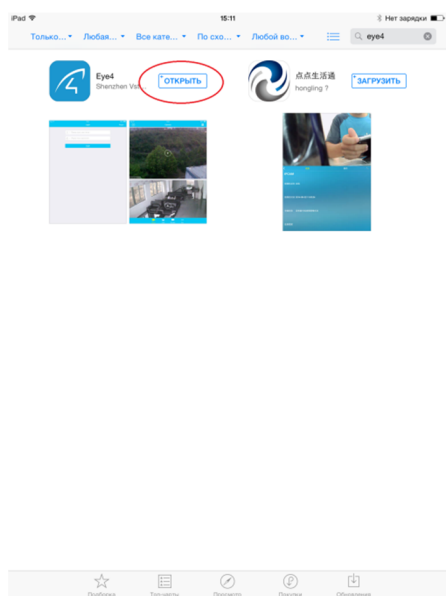 iPad 15:11 Нет зарядки
Только... Любая... Все кате... По схо... Любой во... eye4
Eye4
Shenzhen Vst...
ОТКРЫТЬ
点点生活通
hongling ?
ЗАГРУЗИТЬ
Подборка Топ-чарты Просмотр Покупки Обновления